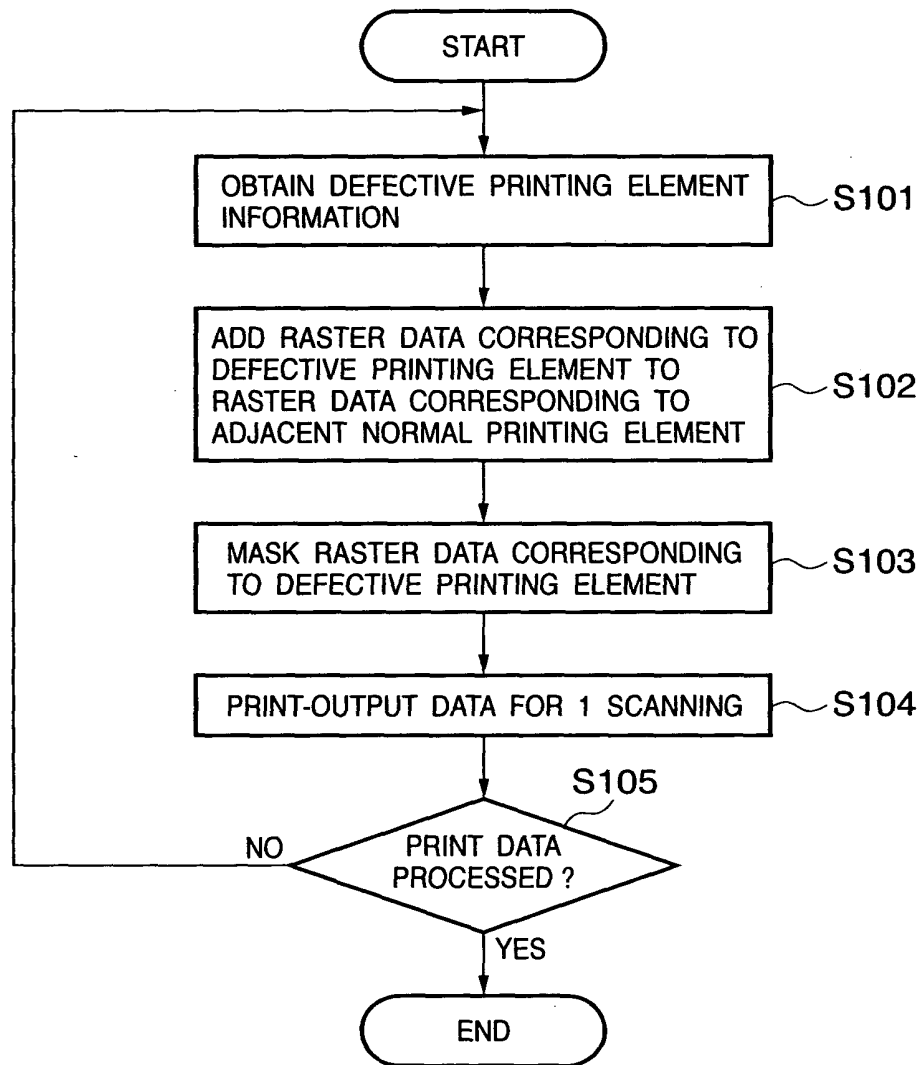 START
OBTAIN DEFECTIVE PRINTING ELEMENT
INFORMATION
S101
ADD RASTER DATA CORRESPONDING TO
DEFECTIVE PRINTING ELEMENT TO
RASTER DATA CORRESPONDING TO
ADJACENT NORMAL PRINTING ELEMENT
S102
MASK RASTER DATA CORRESPONDING
TO DEFECTIVE PRINTING ELEMENT
S103
PRINT-OUTPUT DATA FOR 1 SCANNING
S104
S105
PRINT DATA
PROCESSED ?
NO
YES
END